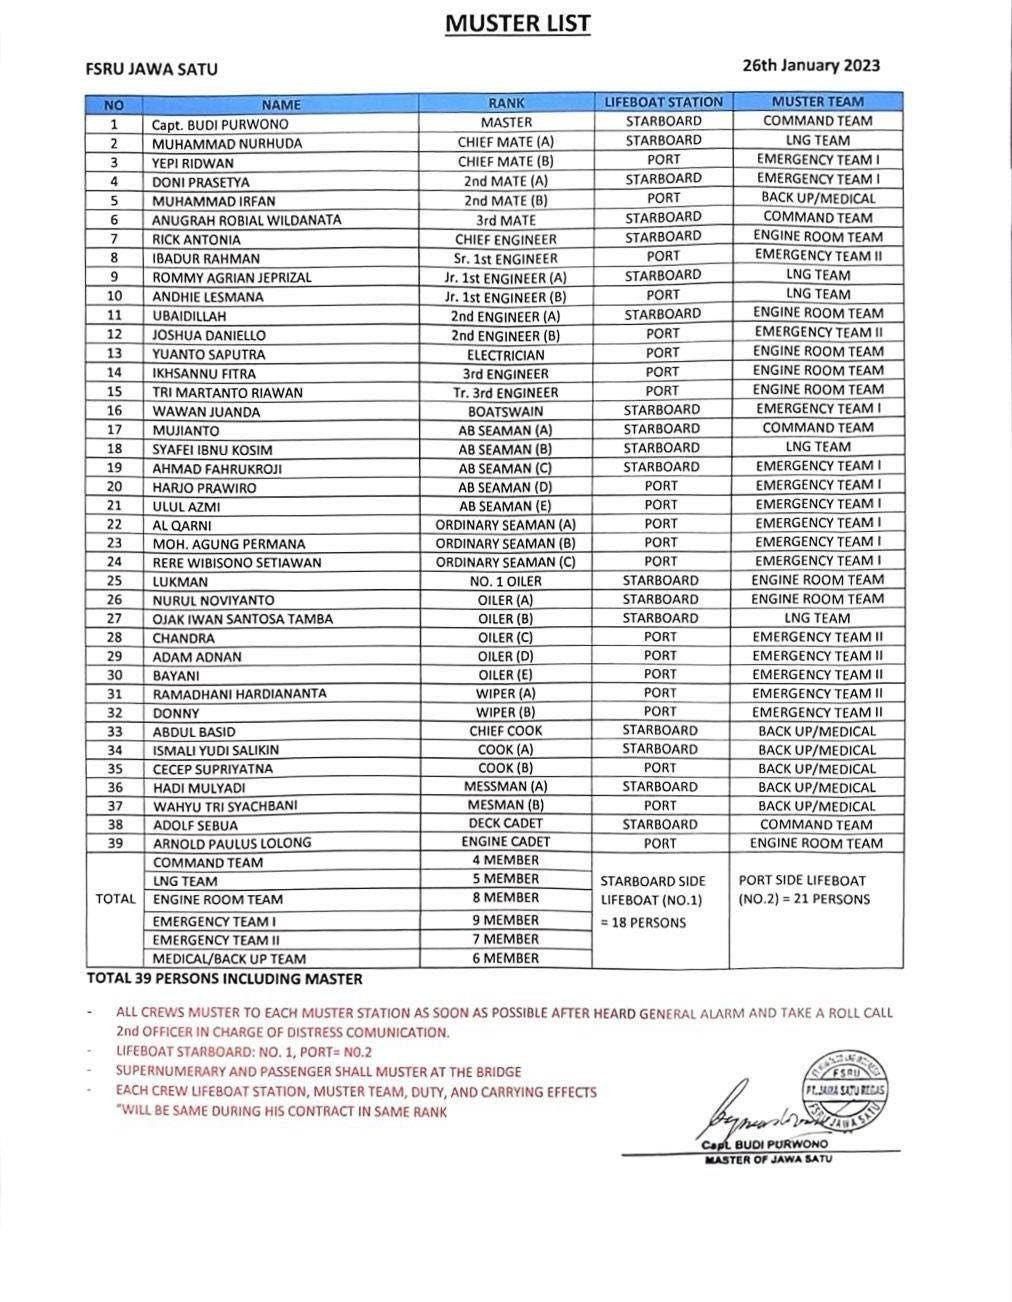 MUSTER LIST
FSRU JAWA SATU 26th January 2023
NO NAME RANK LIFEBOAT STATION MUSTER TEAM
1 Capt. BUDI PURWONO MASTER STARBOARD COMMAND TEAM
2 MUHAMMAD NURHUDA CHIEF MATE (A) STARBOARD LNG TEAM
3 YEPI RIDWAN CHIEF MATE (B) PORT EMERGENCY TEAM I
4 DONI PRASETYA 2nd MATE (A) STARBOARD EMERGENCY TEAM I
5 MUHAMMAD IRFAN 2nd MATE (B) PORT BACK UP/MEDICAL
6 ANUGRAH ROBIAL WILDANATA 3rd MATE STARBOARD COMMAND TEAM
7 RICK ANTONIA CHIEF ENGINEER STARBOARD ENGINE ROOM TEAM
8 IBADUR RAHMAN Sr. 1st ENGINEER PORT EMERGENCY TEAM II
9 ROMMY AGRIAN JEPRIZAL Jr. 1st ENGINEER (A) STARBOARD LNG TEAM
10 ANDHIE LESMANA Jr. 1st ENGINEER (B) PORT LNG TEAM
11 UBAIDILLAH 2nd ENGINEER (A) STARBOARD ENGINE ROOM TEAM
12 JOSHUA DANIELLO 2nd ENGINEER (B) PORT EMERGENCY TEAM II
13 YUANTO SAPUTRA ELECTRICIAN PORT ENGINE ROOM TEAM
14 IKHSANNU FITRA 3rd ENGINEER PORT ENGINE ROOM TEAM
15 TRI MARTANTO RIAWAN Tr. 3rd ENGINEER PORT ENGINE ROOM TEAM
16 WAWAN JUANDA BOATSWAIN STARBOARD EMERGENCY TEAM I
17 MUJIANTO AB SEAMAN (A) STARBOARD COMMAND TEAM
18 SYAFEI IBNU KOSIM AB SEAMAN (B) STARBOARD LNG TEAM
19 AHMAD FAHRUKROJI AB SEAMAN (C) STARBOARD EMERGENCY TEAM I
20 HARJO PRAWIRO AB SEAMAN (D) PORT EMERGENCY TEAM I
21 ULUL AZMI AB SEAMAN (E) PORT EMERGENCY TEAM I
22 AL QARNI ORDINARY SEAMAN (A) PORT EMERGENCY TEAM I
23 MOH. AGUNG PERMANA ORDINARY SEAMAN (B) PORT EMERGENCY TEAM I
24 RERE WIBISONO SETIAWAN ORDINARY SEAMAN (C) PORT EMERGENCY TEAM I
25 LUKMAN NO. 1 OILER STARBOARD ENGINE ROOM TEAM
26 NURUL NOVIYANTO OILER (A) STARBOARD ENGINE ROOM TEAM
27 OJAK IWAN SANTOSA TAMBA OILER (B) STARBOARD LNG TEAM
28 CHANDRA OILER (C) PORT EMERGENCY TEAM II
29 ADAM ADNAN OILER (D) PORT EMERGENCY TEAM II
30 BAYANI OILER (E) PORT EMERGENCY TEAM II
31 RAMADHANI HARDIANANTA WIPER (A) PORT EMERGENCY TEAM II
32 DONNY WIPER (B) PORT EMERGENCY TEAM II
33 ABDUL BASID CHIEF COOK STARBOARD BACK UP/MEDICAL
34 ISMALI YUDI SALIKIN COOK (A) STARBOARD BACK UP/MEDICAL
35 CECEP SUPRIYATNA COOK (B) PORT BACK UP/MEDICAL
36 HADI MULYADI MESSMAN (A) STARBOARD BACK UP/MEDICAL
37 WAHYU TRI SYACHBANI MESMAN (B) PORT BACK UP/MEDICAL
38 ADOLF SEBUA DECK CADET STARBOARD COMMAND TEAM
39 ARNOLD PAULUS LOLONG ENGINE CADET PORT ENGINE ROOM TEAM
COMMAND TEAM 4 MEMBER
LNG TEAM 5 MEMBER STARBOARD SIDE PORT SIDE LIFEBOAT
TOTAL ENGINE ROOM TEAM 8 MEMBER LIFEBOAT (NO.1) (NO.2) = 21 PERSONS
EMERGENCY TEAM I 9 MEMBER = 18 PERSONS
EMERGENCY TEAM II 7 MEMBER
MEDICAL/BACK UP TEAM 6 MEMBER
TOTAL 39 PERSONS INCLUDING MASTER
- ALL CREWS MUSTER TO EACH MUSTER STATION AS SOON AS POSSIBLE AFTER HEARD GENERAL ALARM AND TAKE A ROLL CALL
2nd OFFICER IN CHARGE OF DISTRESS COMUNICATION.
- LIFEBOAT STARBOARD: NO. 1, PORT= NO.2
- SUPERNUMERARY AND PASSENGER SHALL MUSTER AT THE BRIDGE
- EACH CREW LIFEBOAT STATION, MUSTER TEAM, DUTY, AND CARRYING EFFECTS
"WILL BE SAME DURING HIS CONTRACT IN SAME RANK
FSRU
PT.JAWA SATU REGAS
FSRU JAWA SATU
Capt. BUDI PURWONO
MASTER OF JAWA SATU